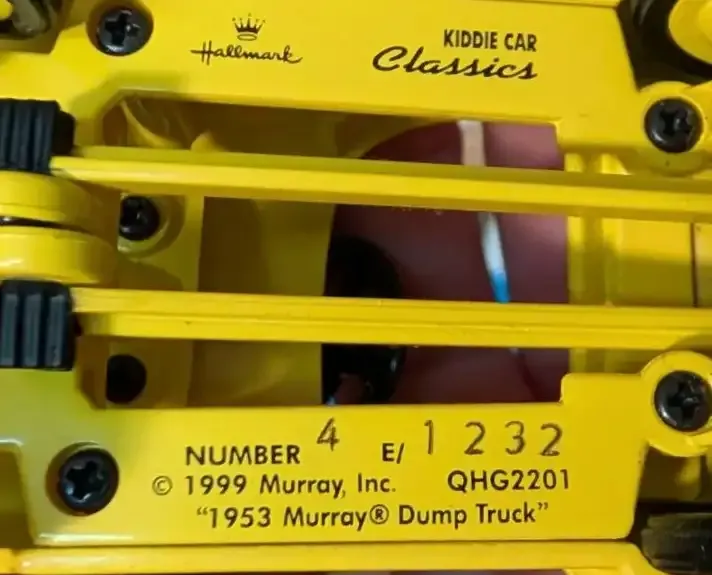 Hallmark
KIDDIE CAR
Classics
NUMBER 4 E/ 1232
© 1999 Murray, Inc. QHG2201
“1953 Murray® Dump Truck”